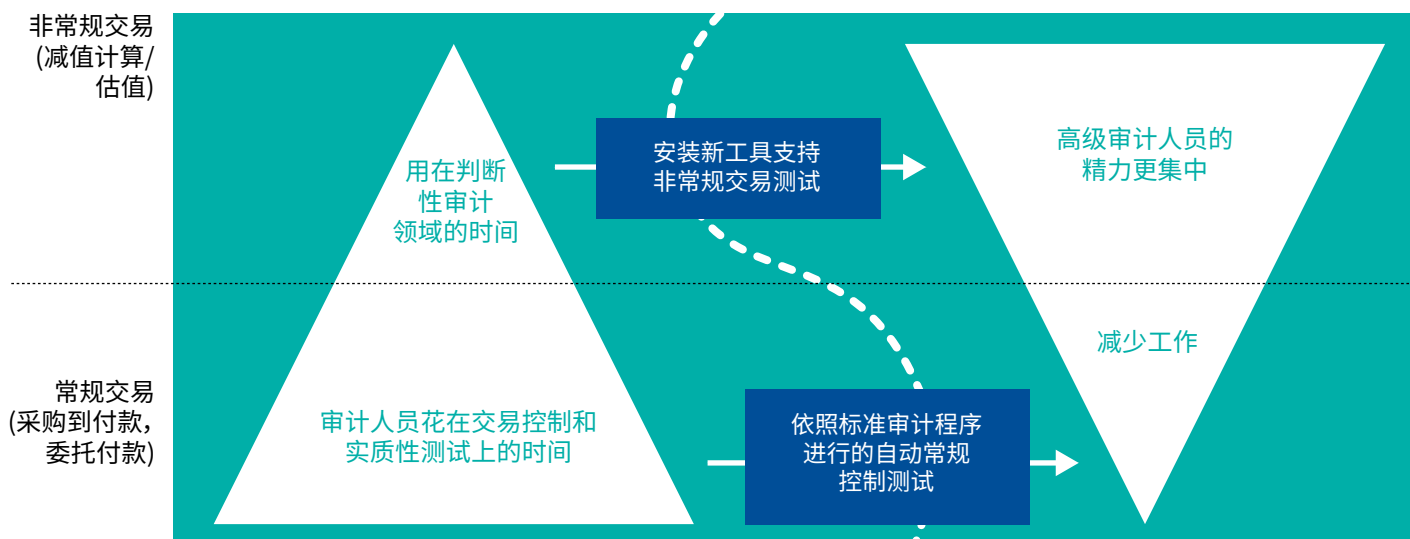 非常规交易
(减值计算/
估值)
用在判断
性审计
领域的时间
安装新工具支持
非常规交易测试
高级审计人员的
精力更集中
减少工作
常规交易
(采购到付款，
委托付款)
审计人员花在交易控制和
实质性测试上的时间
依照标准审计程序
进行的自动常规
控制测试